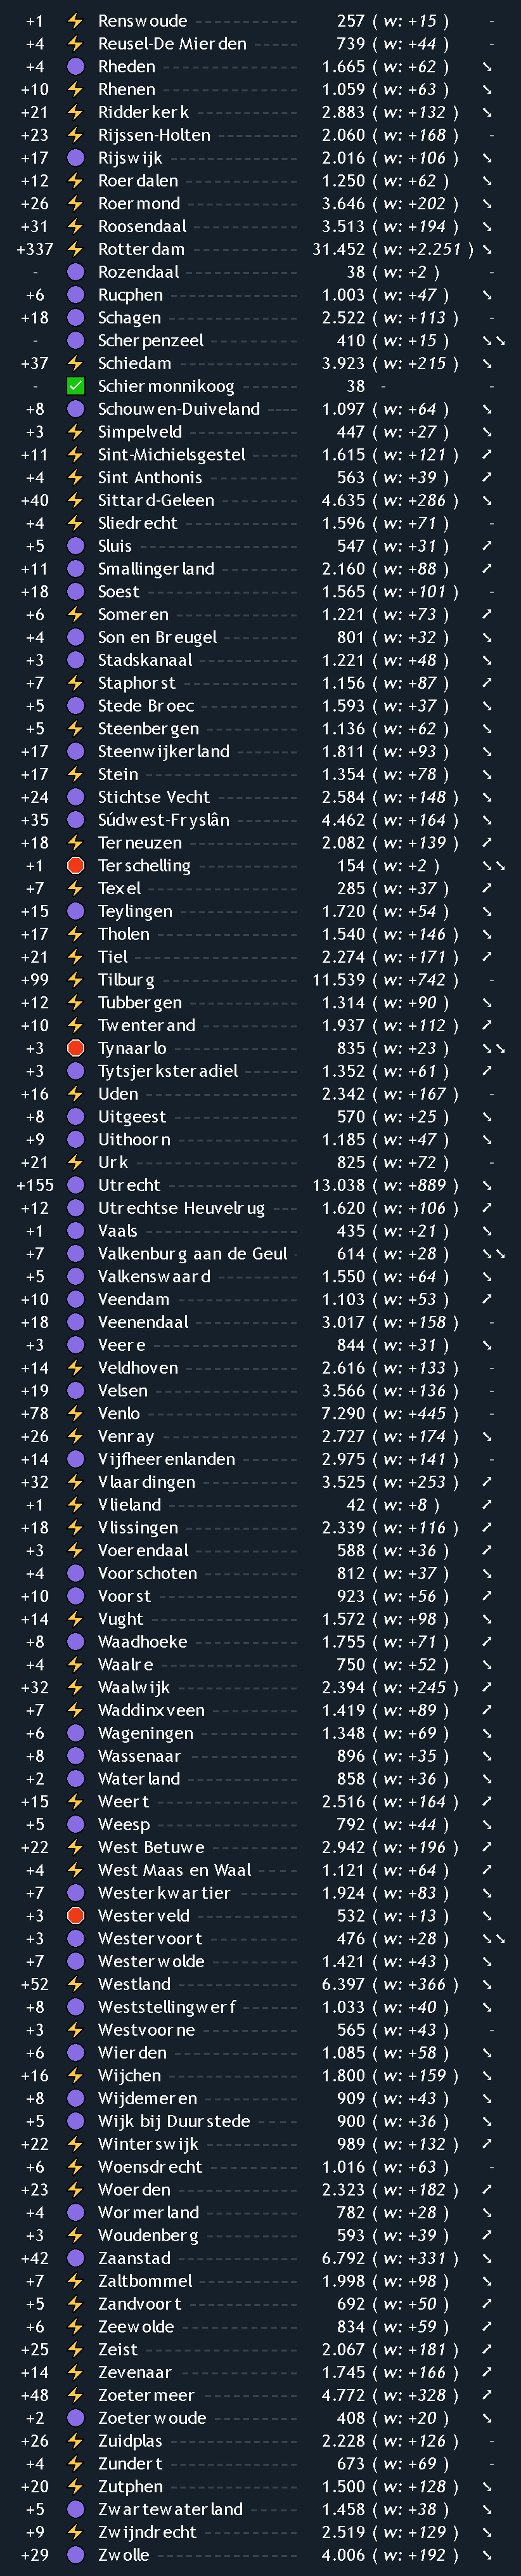 +1 ⚡ Renswoude 257 ( w: +15 ) -
+4 ⚡ Reusel-De Mierden 739 ( w: +44 ) -
+4 🟣 Rheden 1.665 ( w: +62 ) ↘
+10 ⚡ Rhenen 1.059 ( w: +63 ) ↘
+21 ⚡ Ridderkerk 2.883 ( w: +132 ) ↘
+23 ⚡ Rijssen-Holten 2.060 ( w: +168 ) -
+17 🟣 Rijswijk 2.016 ( w: +106 ) ↘
+12 ⚡ Roerdalen 1.250 ( w: +62 ) ↘
+26 ⚡ Roermond 3.646 ( w: +202 ) ↘
+31 ⚡ Roosendaal 3.513 ( w: +194 ) ↘
+337 ⚡ Rotterdam 31.452 ( w: +2.251 ) ↘
- 🟣 Rozendaal 38 ( w: +2 ) -
+6 🟣 Rucphen 1.003 ( w: +47 ) ↘
+18 🟣 Schagen 2.522 ( w: +113 ) -
- 🟣 Scherpenzeel 410 ( w: +15 ) ↘↘
+37 ⚡ Schiedam 3.923 ( w: +215 ) ↘
- ✅ Schiermonnikoog 38 - -
+8 🟣 Schouwen-Duiveland 1.097 ( w: +64 ) ↘
+3 ⚡ Simpelveld 447 ( w: +27 ) ↘
+11 ⚡ Sint-Michielsgestel 1.615 ( w: +121 ) ↗
+4 ⚡ Sint Anthonis 563 ( w: +39 ) ↗
+40 ⚡ Sittard-Geleen 4.635 ( w: +286 ) ↘
+4 ⚡ Sliedrecht 1.596 ( w: +71 ) -
+5 🟣 Sluis 547 ( w: +31 ) ↗
+11 🟣 Smallingerland 2.160 ( w: +88 ) ↗
+18 🟣 Soest 1.565 ( w: +101 ) -
+6 ⚡ Someren 1.221 ( w: +73 ) ↗
+4 🟣 Son en Breugel 801 ( w: +32 ) ↘
+3 🟣 Stadskanaal 1.221 ( w: +48 ) ↘
+7 ⚡ Staphorst 1.156 ( w: +87 ) ↗
+5 🟣 Stede Broec 1.593 ( w: +37 ) ↘
+5 ⚡ Steenbergen 1.136 ( w: +62 ) ↘
+17 🟣 Steenwijkerland 1.811 ( w: +93 ) ↘
+17 ⚡ Stein 1.354 ( w: +78 ) ↘
+24 🟣 Stichtse Vecht 2.584 ( w: +148 ) ↘
+35 🟣 Súdwest-Fryslân 4.462 ( w: +164 ) ↘
+18 ⚡ Terneuzen 2.082 ( w: +139 ) ↗
+1 🛑 Terschelling 154 ( w: +2 ) ↘↘
+7 ⚡ Texel 285 ( w: +37 ) ↗
+15 🟣 Teylingen 1.720 ( w: +54 ) ↘
+17 ⚡ Tholen 1.540 ( w: +146 ) ↘
+21 ⚡ Tiel 2.274 ( w: +171 ) ↗
+99 ⚡ Tilburg 11.539 ( w: +742 ) -
+12 ⚡ Tubbergen 1.314 ( w: +90 ) ↘
+10 ⚡ Twenterand 1.937 ( w: +112 ) ↗
+3 🛑 Tynaarlo 835 ( w: +23 ) ↘↘
+3 🟣 Tytsjerksteradiel 1.352 ( w: +61 ) ↗
+16 ⚡ Uden 2.342 ( w: +167 ) -
+8 🟣 Uitgeest 570 ( w: +25 ) ↘
+9 🟣 Uithoorn 1.185 ( w: +47 ) ↘
+21 ⚡ Urk 825 ( w: +72 ) -
+155 🟣 Utrecht 13.038 ( w: +889 ) ↘
+12 🟣 Utrechtse Heuvelrug 1.620 ( w: +106 ) ↗
+1 🟣 Vaals 435 ( w: +21 ) ↘
+7 🟣 Valkenburg aan de Geul 614 ( w: +28 ) ↘↘
+5 🟣 Valkenswaard 1.550 ( w: +64 ) ↘
+10 🟣 Veendam 1.103 ( w: +53 ) ↗
+18 🟣 Veenendaal 3.017 ( w: +158 ) -
+3 🟣 Veere 844 ( w: +31 ) ↘
+14 ⚡ Veldhoven 2.616 ( w: +133 ) -
+19 🟣 Velsen 3.566 ( w: +136 ) -
+78 ⚡ Venlo 7.290 ( w: +445 ) -
+26 ⚡ Venray 2.727 ( w: +174 ) ↘
+14 🟣 Vijfheerenlanden 2.975 ( w: +141 ) -
+32 ⚡ Vlaardingen 3.525 ( w: +253 ) ↗
+1 ⚡ Vlieland 42 ( w: +8 ) ↗
+18 ⚡ Vlissingen 2.339 ( w: +116 ) ↗
+3 ⚡ Voerendaal 588 ( w: +36 ) ↗
+4 🟣 Voorschoten 812 ( w: +37 ) ↘
+10 🟣 Voorst 923 ( w: +56 ) ↗
+14 ⚡ Vught 1.572 ( w: +98 ) ↘
+8 🟣 Waadhoeke 1.755 ( w: +71 ) ↗
+4 ⚡ Waalre 750 ( w: +52 ) ↘
+32 ⚡ Waalwijk 2.394 ( w: +245 ) ↗
+7 ⚡ Waddinxveen 1.419 ( w: +89 ) ↗
+6 🟣 Wageningen 1.348 ( w: +69 ) ↘
+8 🟣 Wassenaar 896 ( w: +35 ) ↘
+2 🟣 Waterland 858 ( w: +36 ) ↘
+15 ⚡ Weert 2.516 ( w: +164 ) ↗
+5 🟣 Weesp 792 ( w: +44 ) ↘
+22 ⚡ West Betuwe 2.942 ( w: +196 ) ↗
+4 ⚡ West Maas en Waal 1.121 ( w: +64 ) ↗
+7 🟣 Westerkwartier 1.924 ( w: +83 ) ↘
+3 🛑 Westerveld 532 ( w: +13 ) ↘
+3 🟣 Westervoort 476 ( w: +28 ) ↘↘
+7 🟣 Westerwolde 1.421 ( w: +43 ) ↘
+52 ⚡ Westland 6.397 ( w: +366 ) ↘
+8 🟣 Weststellingwerf 1.033 ( w: +40 ) ↘
+3 ⚡ Westvoorne 565 ( w: +43 ) -
+6 🟣 Wierden 1.085 ( w: +58 ) ↘
+16 ⚡ Wijchen 1.800 ( w: +159 ) ↘
+8 🟣 Wijdemeren 909 ( w: +43 ) ↘
+5 🟣 Wijk bij Duurstede 900 ( w: +36 ) ↘
+22 ⚡ Winterswijk 989 ( w: +132 ) ↗
+6 ⚡ Woensdrecht 1.016 ( w: +63 ) -
+23 ⚡ Woerden 2.323 ( w: +182 ) ↗
+4 🟣 Wormerland 782 ( w: +28 ) ↘
+3 ⚡ Woudenberg 593 ( w: +39 ) ↗
+42 🟣 Zaanstad 6.792 ( w: +331 ) ↘
+7 ⚡ Zaltbommel 1.998 ( w: +98 ) ↘
+5 ⚡ Zandvoort 692 ( w: +50 ) ↗
+6 ⚡ Zeewolde 834 ( w: +59 ) ↗
+25 ⚡ Zeist 2.067 ( w: +181 ) ↗
+14 ⚡ Zevenaar 1.745 ( w: +166 ) ↗
+48 ⚡ Zoetermeer 4.772 ( w: +328 ) ↗
+2 🟣 Zoeterwoude 408 ( w: +20 ) ↘
+26 ⚡ Zuidplas 2.228 ( w: +126 ) -
+4 ⚡ Zundert 673 ( w: +69 ) -
+20 ⚡ Zutphen 1.500 ( w: +128 ) ↘
+5 🟣 Zwartewaterland 1.458 ( w: +38 ) ↘
+9 ⚡ Zwijndrecht 2.519 ( w: +129 ) ↘
+29 🟣 Zwolle 4.006 ( w: +192 ) ↘